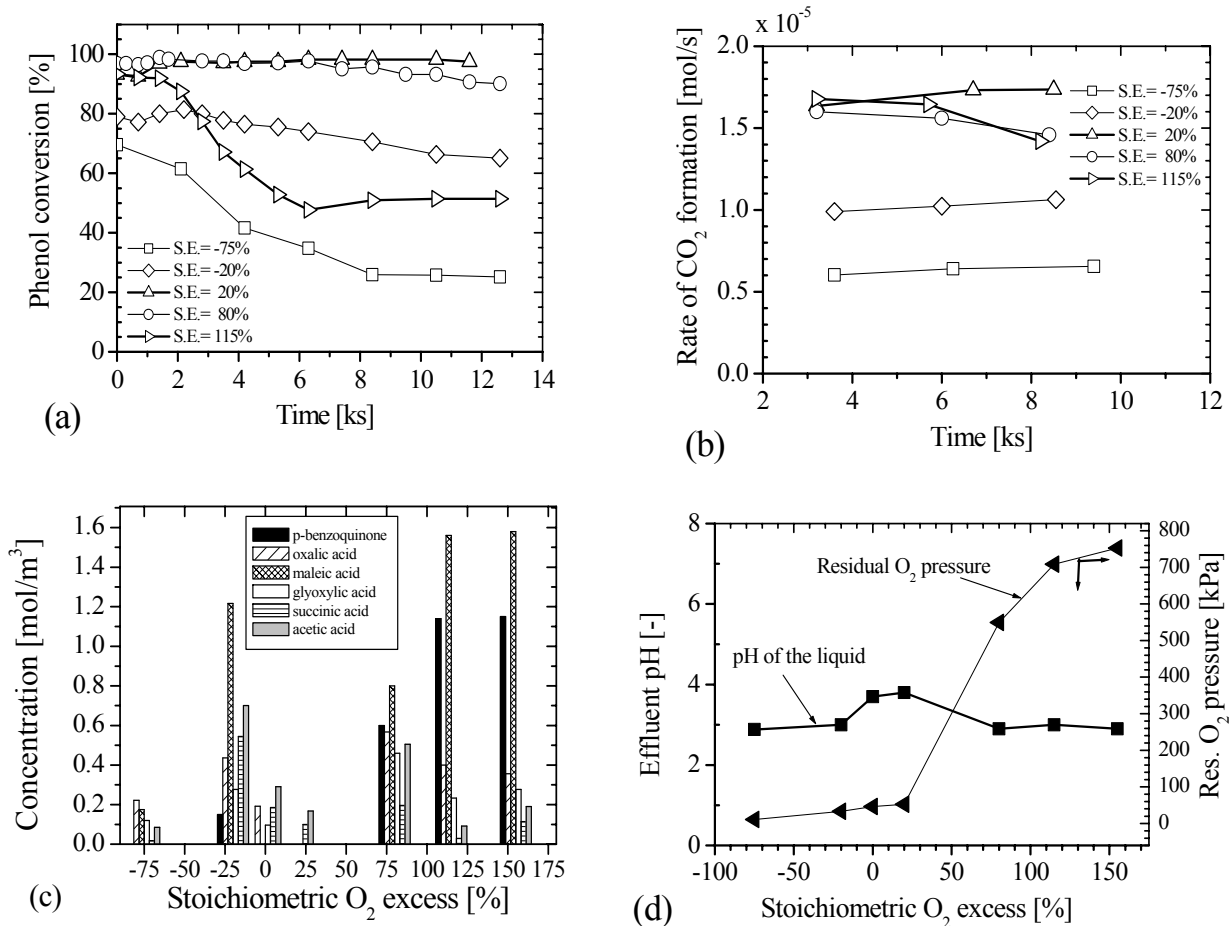 Phenol conversion [%]
100
80
60
40
20
0
S.E.= -75%
S.E.= -20%
S.E.= 20%
S.E.= 80%
S.E.= 115%
0 2 4 6 8 10 12 14
Time [ks]
(a)
x 10-5
Rate of CO2 formation [mol/s]
2.0
1.5
1.0
0.5
0.0
S.E.= -75%
S.E.= -20%
S.E.= 20%
S.E.= 80%
S.E.= 115%
2 4 6 8 10 12
Time [ks]
(b)
Concentration [mol/m3]
1.6
1.4
1.2
1.0
0.8
0.6
0.4
0.2
0.0
p-benzoquinone
oxalic acid
maleic acid
glyoxylic acid
succinic acid
acetic acid
-75 -50 -25 0 25 50 75 100 125 150 175
Stoichiometric O2 excess [%]
(c)
Effluent pH [-]
8
6
4
2
0
Residual O2 pressure
pH of the liquid
800
700
600
500
400
300
200
100
0
Res. O2 pressure [kPa]
-100 -50 0 50 100 150
Stoichiometric O2 excess [%]
(d)